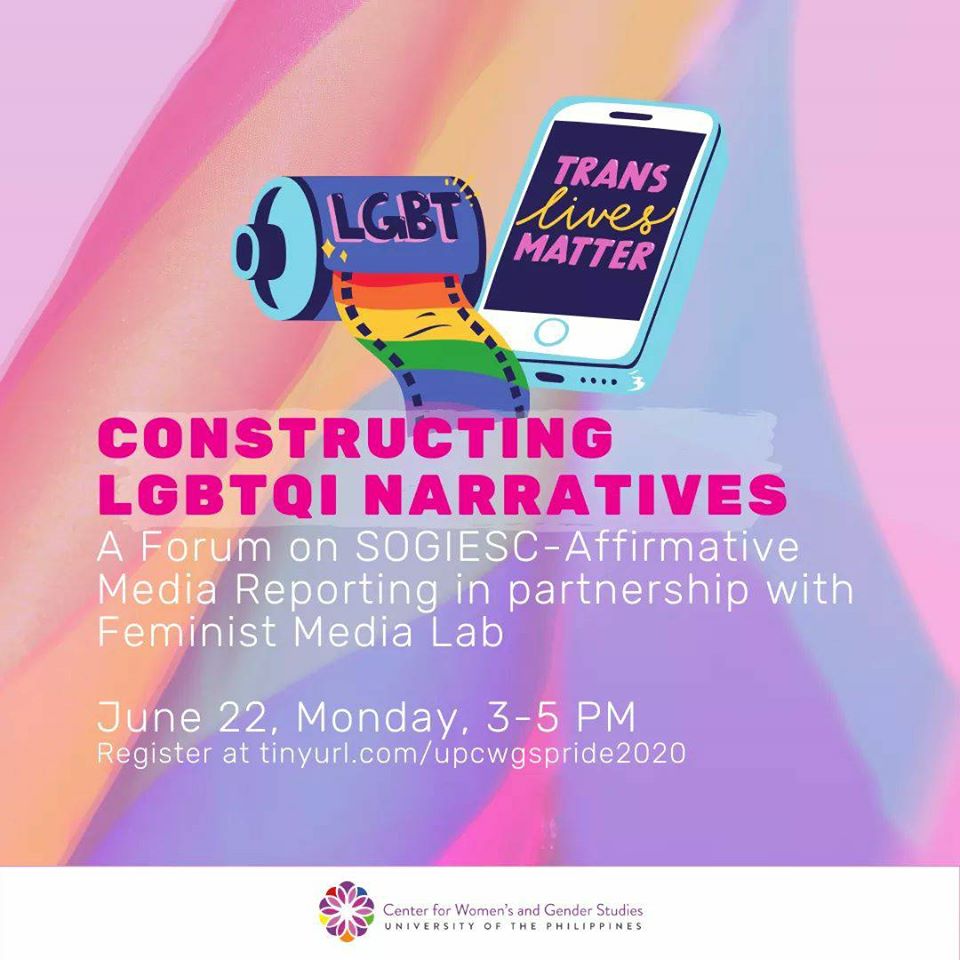 LGBT
TRANS
lives
MATTER
CONSTRUCTING
LGBTQI NARRATIVES
A Forum on SOGIESC-Affirmative
Media Reporting in partnership with
Feminist Media Lab
June 22, Monday, 3-5 PM
Register at tinyurl.com/upcwgspride2020
Center for Women's and Gender Studies
UNIVERSITY OF THE PHILIPPINES